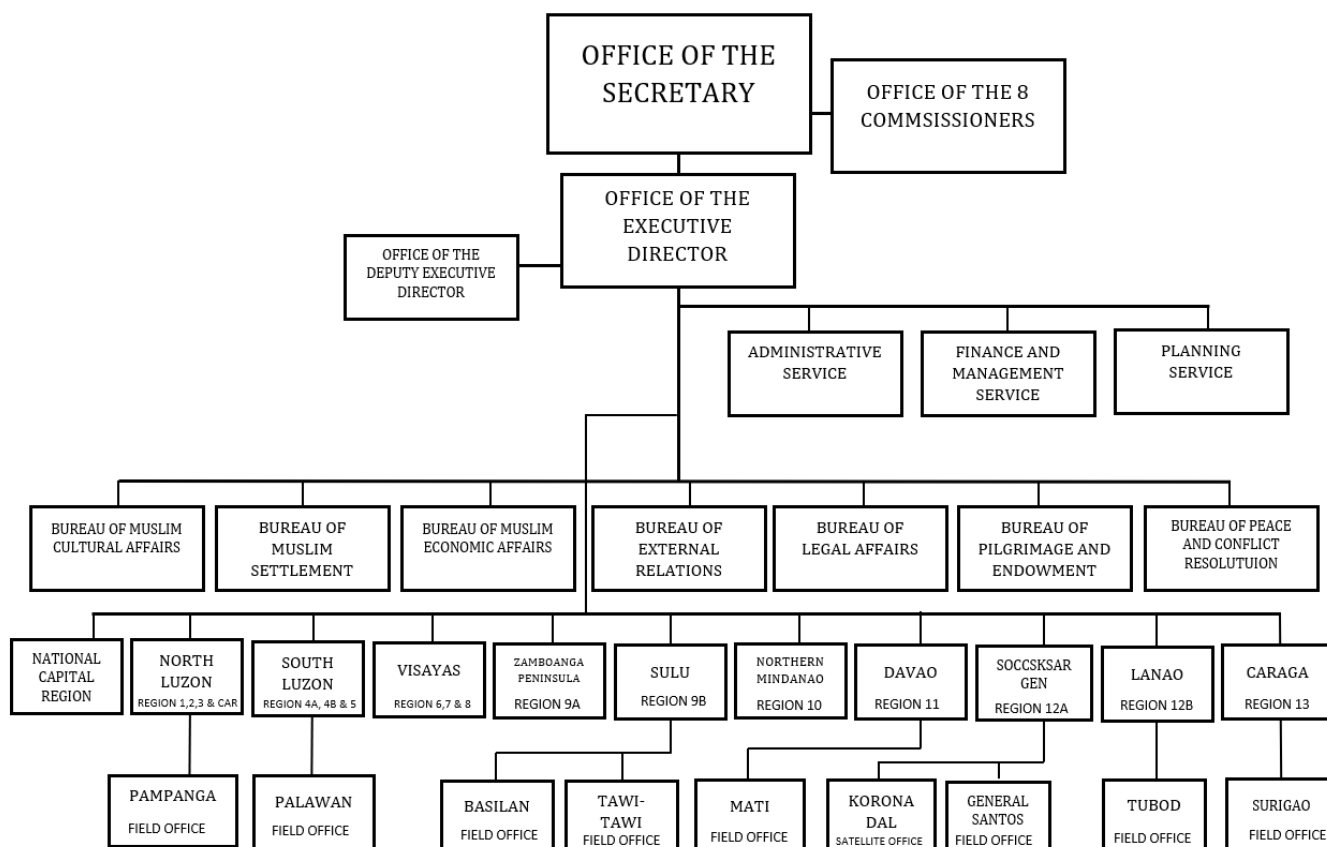 OFFICE OF THE
SECRETARY
OFFICE OF THE 8
COMMSISSIONERS
OFFICE OF THE
EXECUTIVE
DIRECTOR
OFFICE OF THE
DEPUTY EXECUTIVE
DIRECTOR
ADMINISTRATIVE
SERVICE
FINANCE AND
MANAGEMENT
SERVICE
PLANNING
SERVICE
BUREAU OF MUSLIM
CULTURAL AFFAIRS
BUREAU OF
MUSLIM
SETTLEMENT
BUREAU OF MUSLIM
ECONOMIC AFFAIRS
BUREAU OF
EXTERNAL
RELATIONS
BUREAU OF
LEGAL AFFAIRS
BUREAU OF
PILGRIMAGE AND
ENDOWMENT
BUREAU OF PEACE
AND CONFLICT
RESOLUTUION
NATIONAL
CAPITAL
REGION
NORTH
LUZON
REGION 1,2,3 & CAR
SOUTH
LUZON
REGION 4A, 4B & 5
VISAYAS
REGION 6,7 & 8
ZAMBOANGA
PENINSULA
REGION 9A
SULU
REGION 9B
NORTHERN
MINDANAO
REGION 10
DAVAO
REGION 11
SOCCSKSAR
GEN
REGION 12A
LANAO
REGION 12B
CARAGA
REGION 13
PAMPANGA
FIELD OFFICE
PALAWAN
FIELD OFFICE
BASILAN
FIELD OFFICE
TAWI-
TAWI
FIELD OFFICE
MATI
FIELD OFFICE
KORONA
DAL
SATELLITE OFFICE
GENERAL
SANTOS
FIELD OFFICE
TUBOD
FIELD OFFICE
SURIGAO
FIELD OFFICE